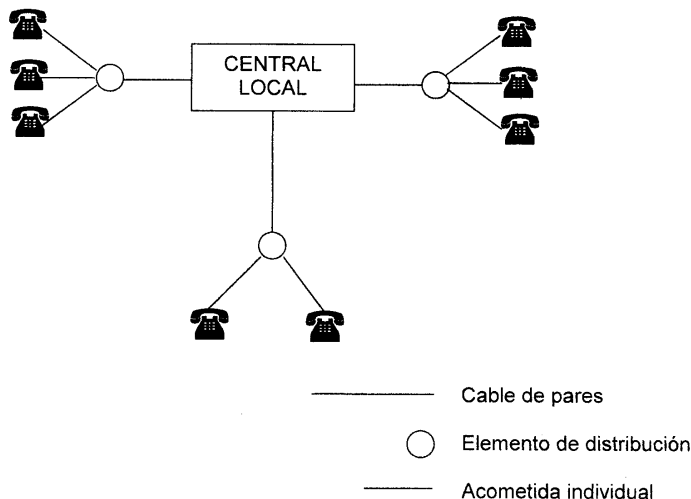 CENTRAL
LOCAL
Cable de pares
Elemento de distribución
Acometida individual